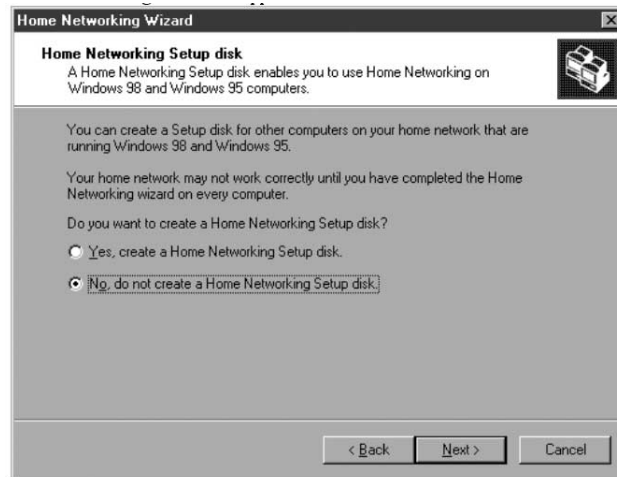 Home Networking Wizard
Home Networking Setup disk
A Home Networking Setup disk enables you to use Home Networking on
Windows 98 and Windows 95 computers.
You can create a Setup disk for other computers on your home network that are
running Windows 98 and Windows 95.
Your home network may not work correctly until you have completed the Home
Networking wizard on every computer.
Do you want to create a Home Networking Setup disk?
Yes, create a Home Networking Setup disk.
No, do not create a Home Networking Setup disk.
< Back Next > Cancel